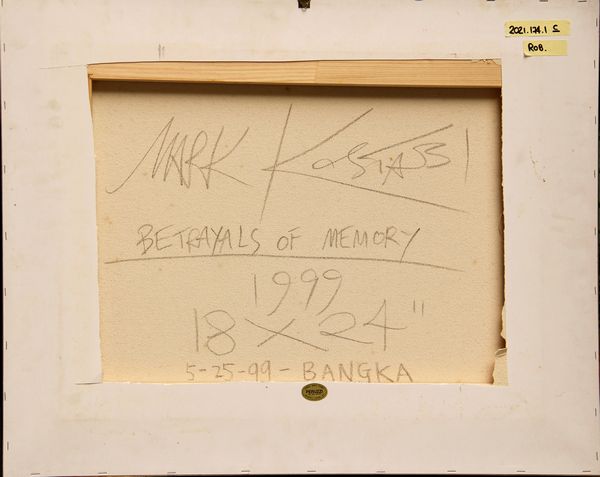 2021.174.1 S
ROB.
MARK KOSTABI
BETRAYALS OF MEMORY
1999
18 X 24"
5-25-99 - BANGKA